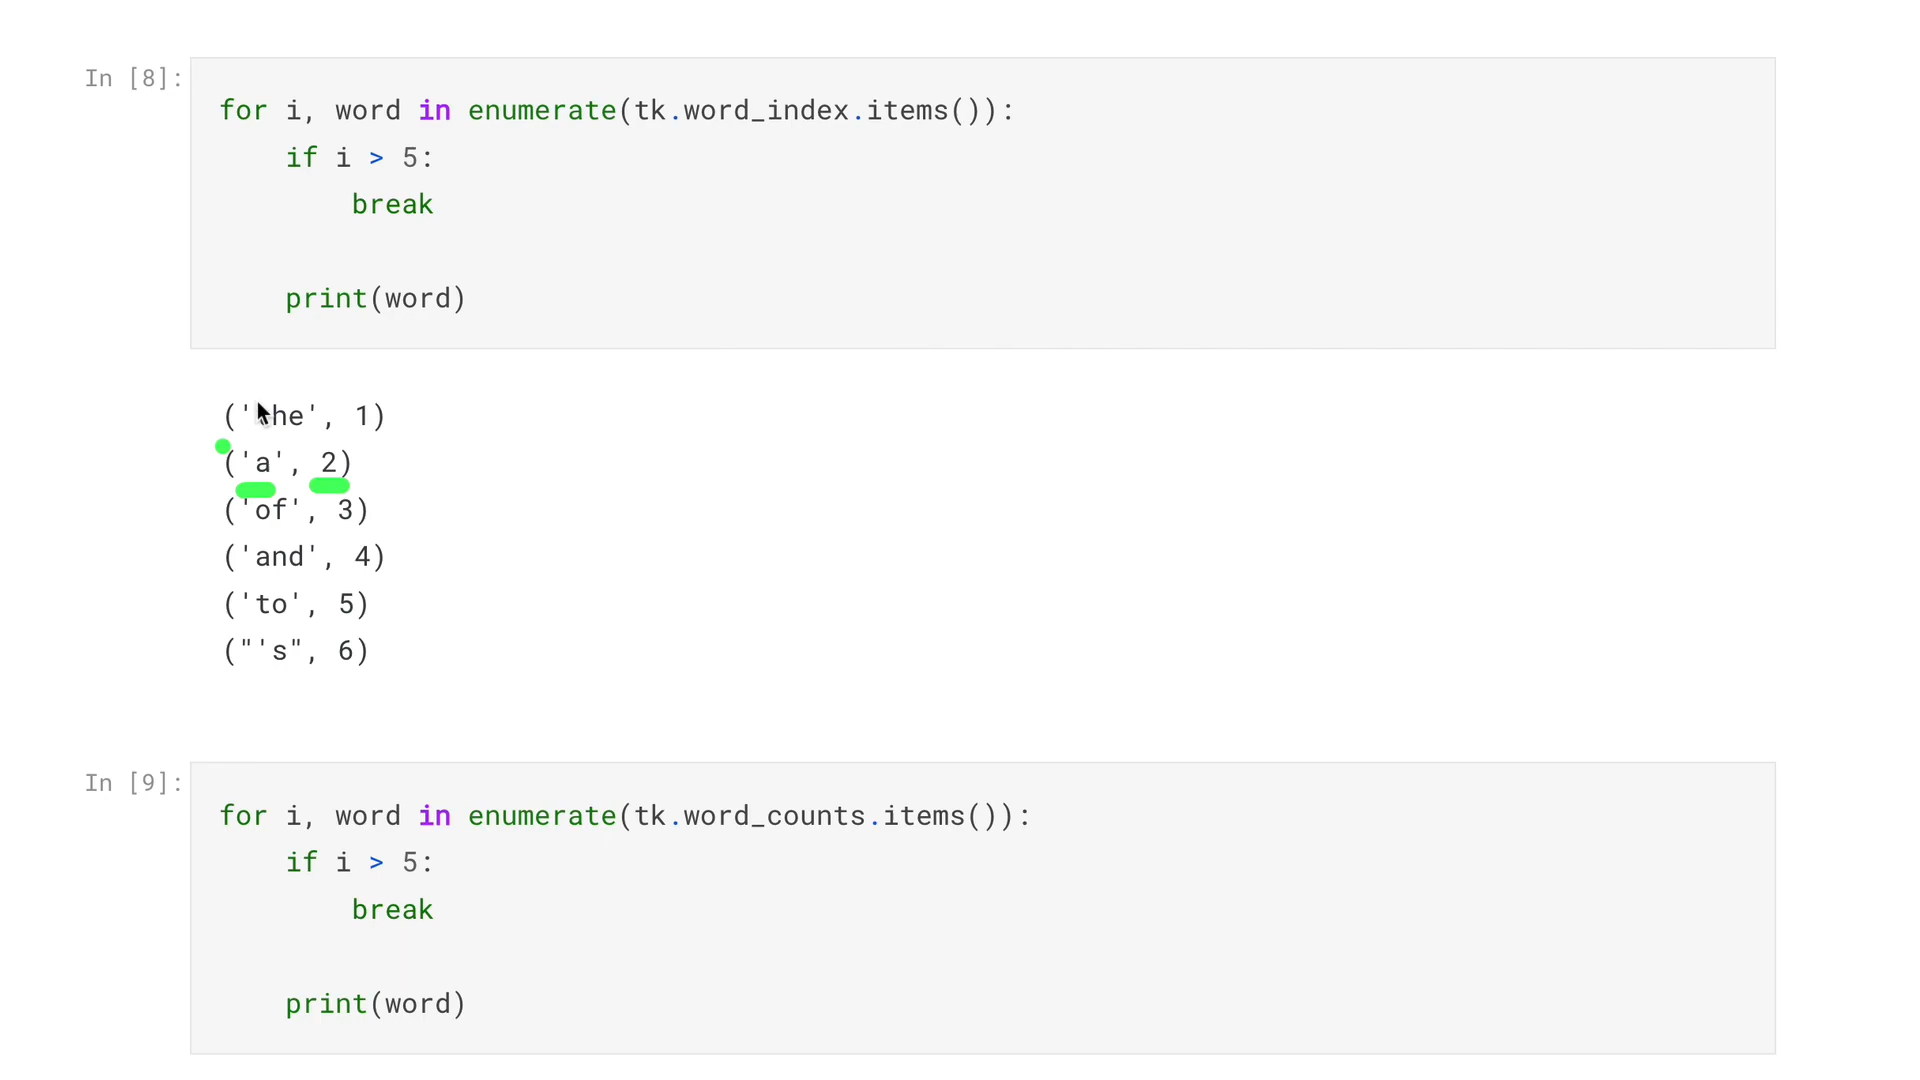 In [8]:
for i, word in enumerate(tk.word_index.items()):
    if i > 5:
        break
    print(word)
('the', 1)
('a', 2)
('of', 3)
('and', 4)
('to', 5)
("'s", 6)
In [9]:
for i, word in enumerate(tk.word_counts.items()):
    if i > 5:
        break
    print(word)